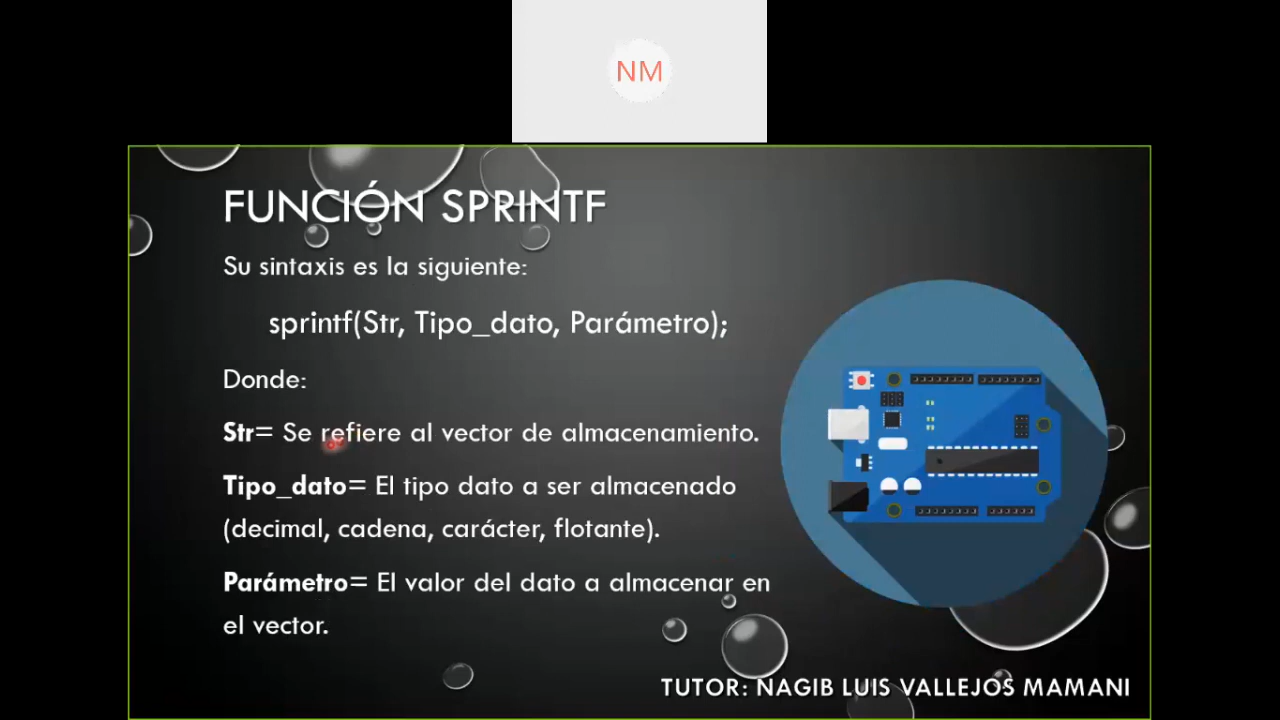 NM
FUNCIÓN SPRINTF
Su sintaxis es la siguiente:
sprintf(Str, Tipo_dato, Parámetro);
Donde:
Str= Se refiere al vector de almacenamiento.
Tipo_dato= El tipo dato a ser almacenado
(decimal, cadena, carácter, flotante).
Parámetro= El valor del dato a almacenar en
el vector.
TUTOR: NAGIB LUIS VALLEJOS MAMANI